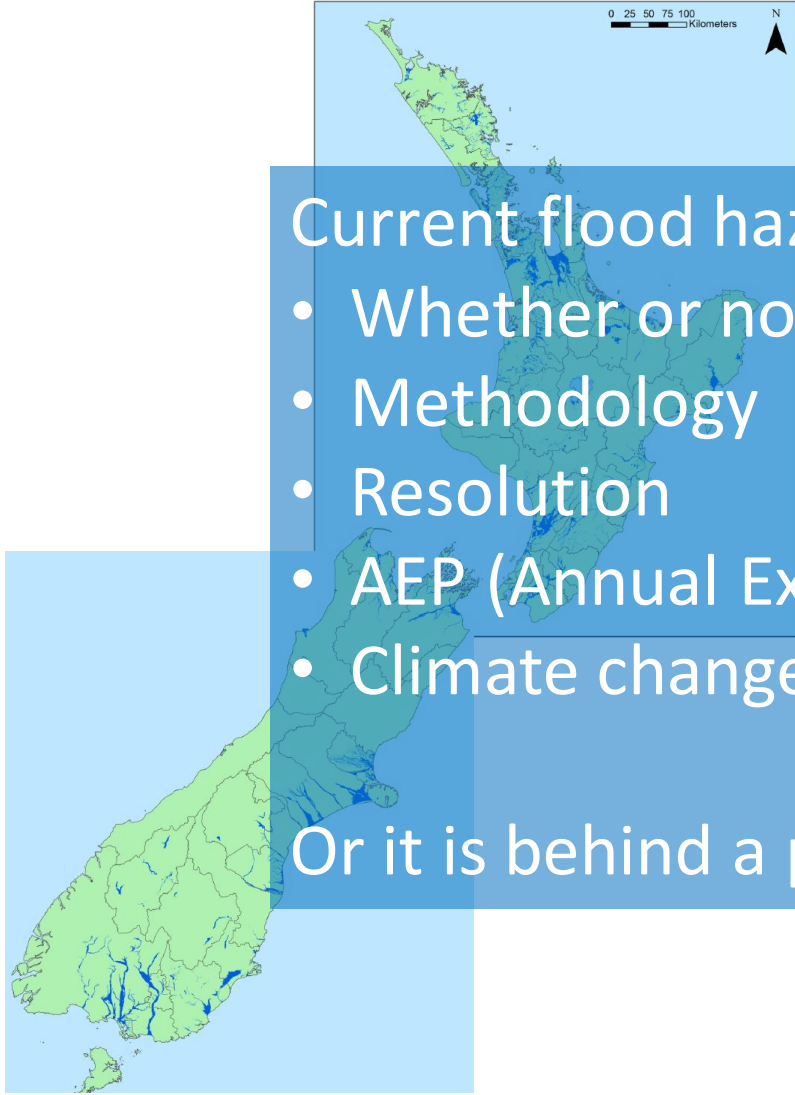 0 25 50 75 100
Kilometers
N
Current flood haz
• Whether or no
• Methodology
• Resolution
• AEP (Annual Ex
• Climate change
Or it is behind a p